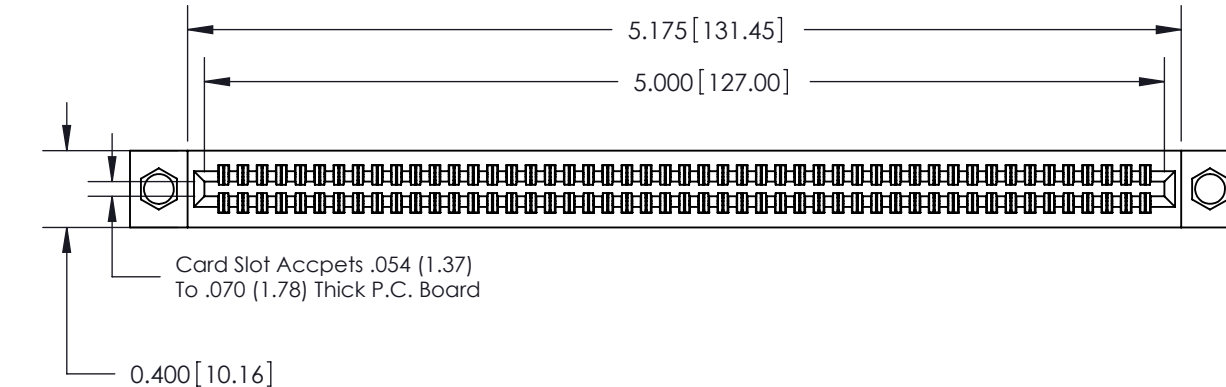 5.175[131.45]
5.000[127.00]
Card Slot Accpets .054 (1.37)
To .070 (1.78) Thick P.C. Board
0.400[10.16]